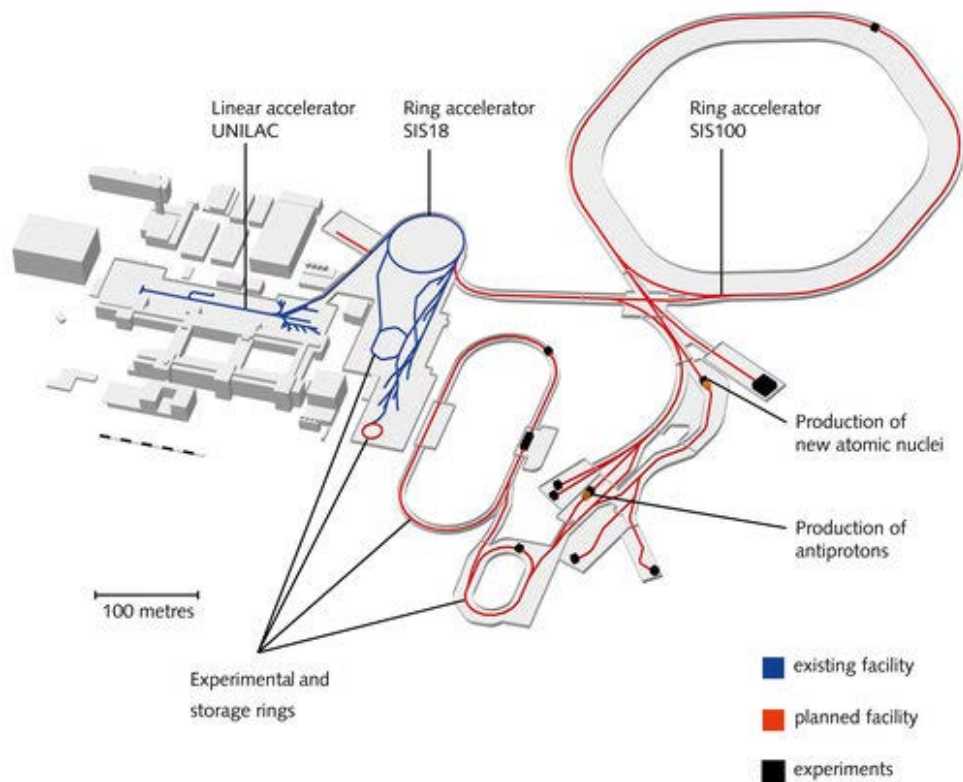 Linear accelerator
UNILAC
Ring accelerator
SIS18
Ring accelerator
SIS100
Production of
new atomic nuclei
Production of
antiprotons
100 metres
Experimental and
storage rings
existing facility
planned facility
experiments